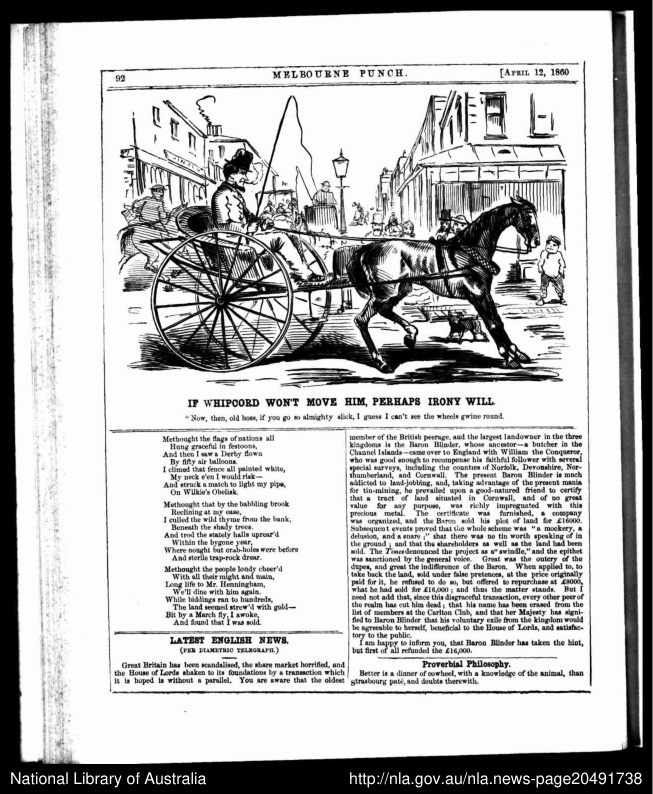 92
MELBOURNE PUNCH.
[APRIL 12, 1860
IF WHIPCORD WON'T MOVE HIM, PERHAPS IRONY WILL.
"Now, then, old hoss, if you go so almighty slick, I guess I can't see the wheels gwine round.
Methought the flags of nations all
Hung graceful in festoons,
And then I saw a Derby flown
By fifty air balloons.
I climed that fence all painted white,
My neck e'en I would risk—
And struck a match to light my pipe,
On Wilkie's Obelisk.
Methought that by the babbling brook
Reclining at my ease,
I culled the wild thyme from the bank,
Beneath the shady trees.
And trod the stately halls uprear'd
Within the bygone year,
Where nought but crab-holes were before
And sterile trap-rock drear.
Methought the people londy cheer'd
With all their might and main,
Long life to Mr. Henningham,
We'll dine with him again.
While biddings ran to hundreds,
The land seemed strew'd with gold—
Bit by a March fly, I awoke,
And found that I was sold.
LATEST ENGLISH NEWS.
(PER DIAMETRIC TELEGRAPH.)
Great Britain has been scandalised, the share market horrified, and
the House of Lords shaken to its foundations by a transaction which
it is hoped is without a parallel. You are aware that the oldest
member of the British peerage, and the largest landowner in the three
kingdoms is the Baron Blinder, whose ancestor—a butcher in the
Channel Islands—came over to England with William the Conqueror,
who was good enough to recompense his faithful follower with several
special surveys, including the counties of Norfolk, Devonshire, Nor-
thumberland, and Cornwall. The present Baron Blinder is much
addicted to land-jobbing, and, taking advantage of the present mania
for tin-mining, he prevailed upon a good-natured friend to certify
that a tract of land situated in Cornwall, and of no great
value for any purpose, was richly impregnated with this
precious metal. The certificate was furnished, a company
was organized, and the Baron sold his plot of land for £16000.
Subsequent events proved that the whole scheme was "a mockery, a
delusion, and a snare;" that there was no tin worth speaking of in
the ground; and that the shareholders as well as the land had been
sold. The Times denounced the project as a "swindle," and the epithet
was sanctioned by the general voice. Great was the outcry of the
dupes, and great the indifference of the Baron. When applied to, to
take back the land, sold under false pretences, at the price originally
paid for it, he refused to do so, but offered to repurchase at £8000,
what he had sold for £16,000; and thus the matter stands. But I
need not add that, since this disgraceful transaction, every other peer of
the realm has cut him dead; that his name has been erased from the
list of members at the Carlton Club, and that her Majesty has signi-
fied to Baron Blinder that his voluntary exile from the kingdom would
be agreeable to herself, beneficial to the House of Lords, and satisfac-
tory to the public.
I am happy to inform you, that Baron Blinder has taken the hint,
but first of all refunded the £16,000.
Proverbial Philosophy.
Better is a dinner of cowheel, with a knowledge of the animal, than
gtrasbourg paté, and doubts therewith.
National Library of Australia
http://nla.gov.au/nla.news-page20491738